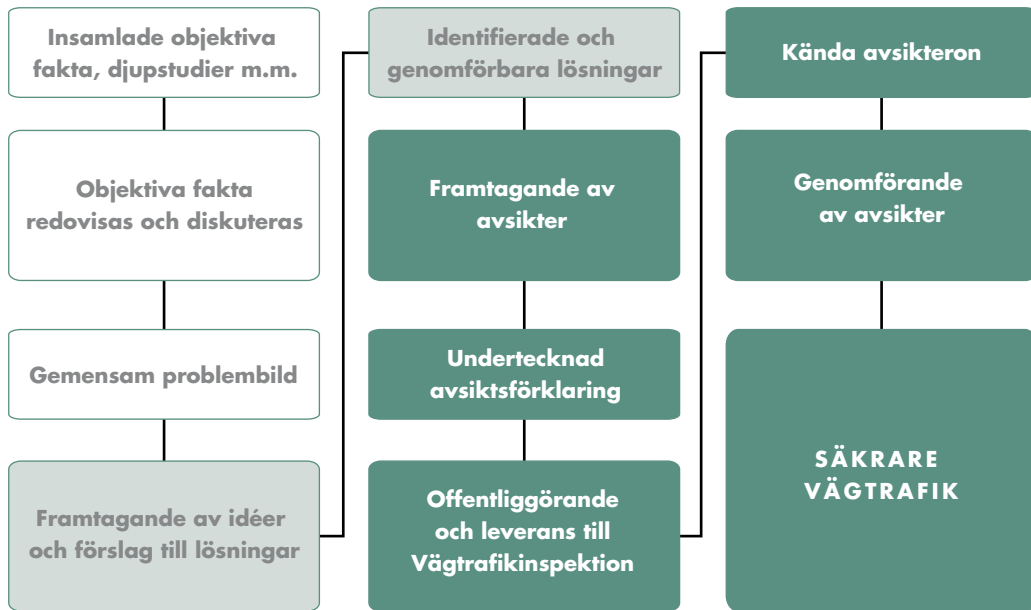 Insamlade objektiva
fakta, djupstudier m.m.
Objektiva fakta
redovisas och diskuteras
Gemensam problembild
Framtagande av idéer
och förslag till lösningar
Identifierade och
genomförbara lösningar
Framtagande av
avsikter
Undertecknad
avsiktsförklaring
Offentliggörande
och leverans till
Vägtrafikinspektion
Kända avsikteron
Genomförande
av avsikter
SÄKRARE
VÄGTRAFIK